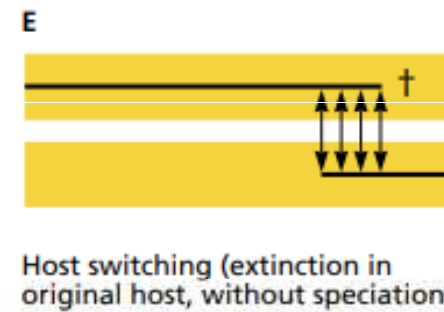 E
†
Host switching (extinction in
original host, without speciation